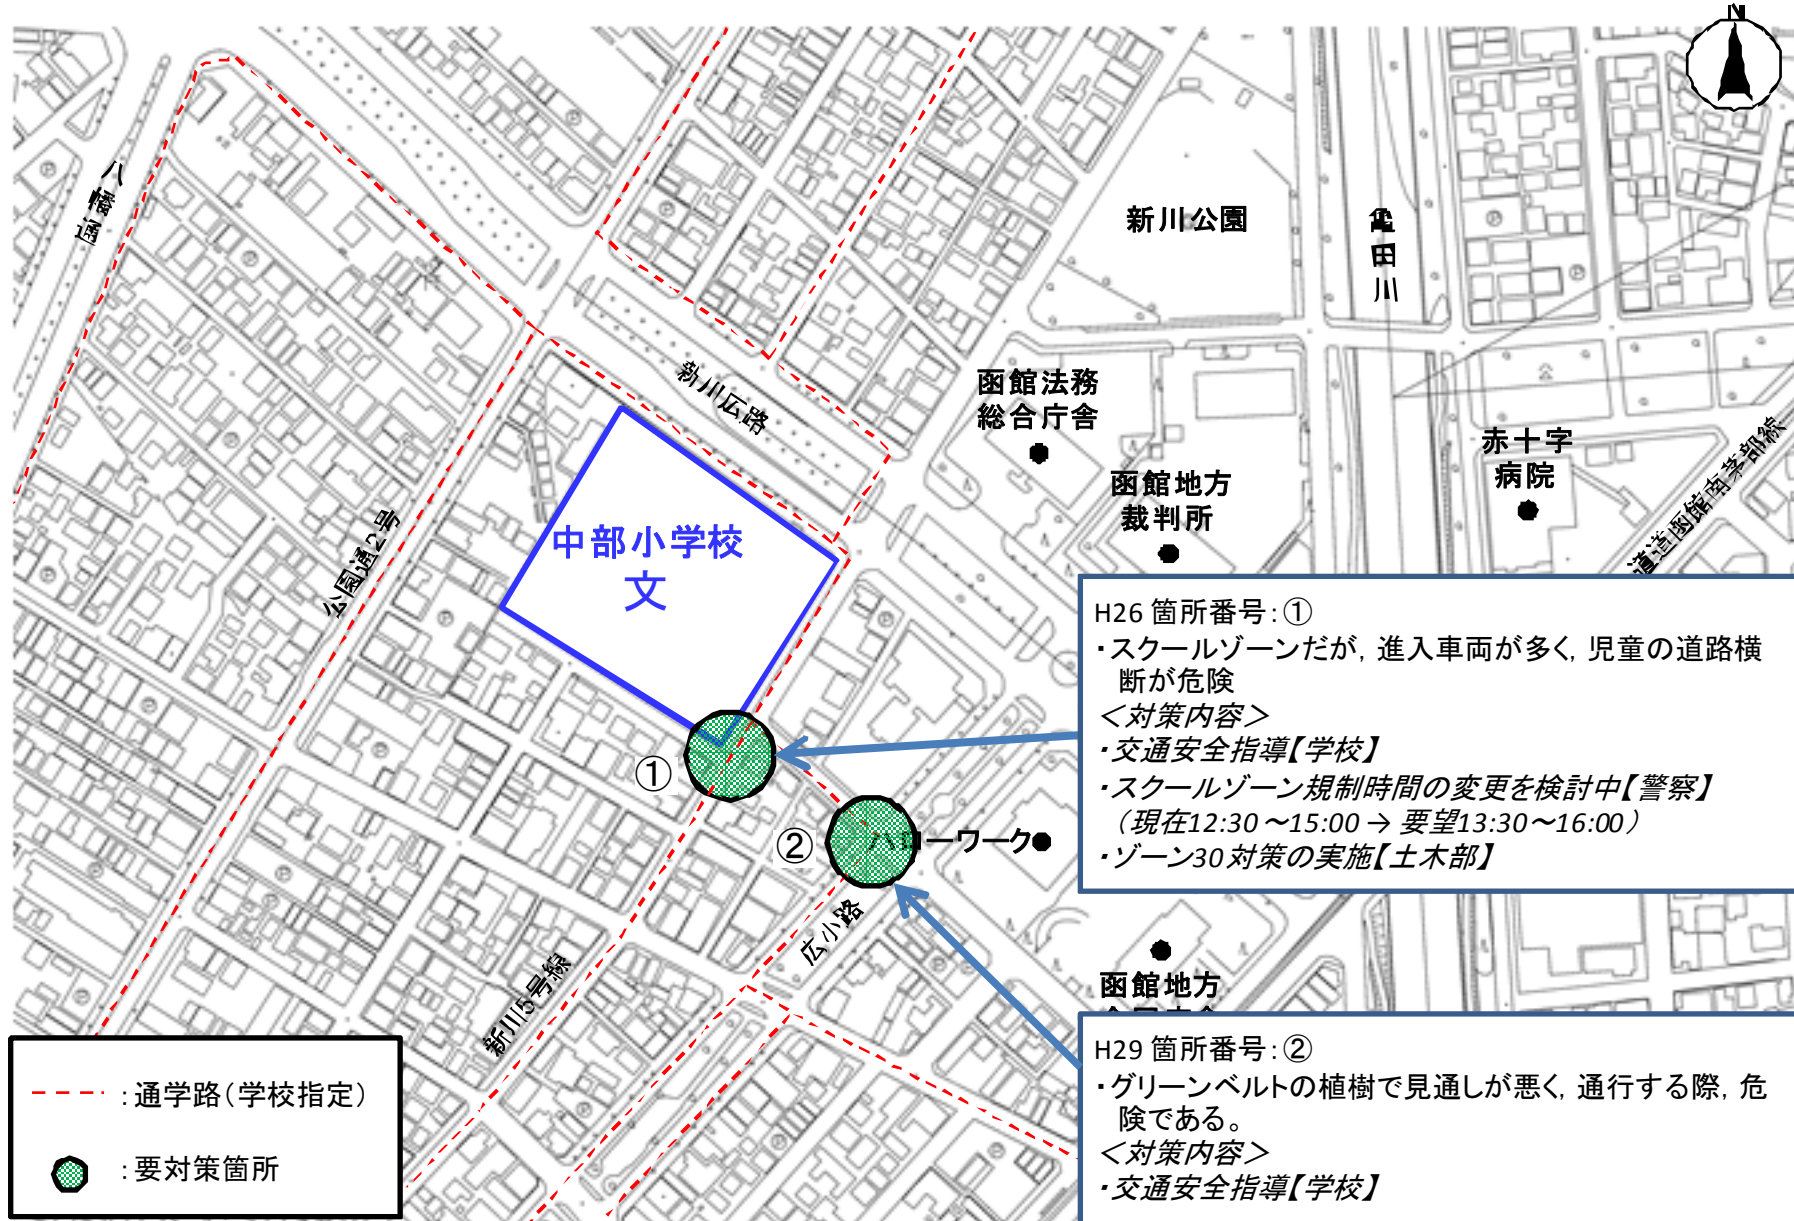 N
八幡通
新川公園
亀田川
新川広路
函館法務
総合庁舎
函館地方
裁判所
赤十字
病院
道道函館南茅部線
公園通2号
中部小学校
文
①
②
ハローワーク
広小路
新川5号線
函館地方
H26 箇所番号：①
・スクールゾーンだが，進入車両が多く，児童の道路横
断が危険
＜対策内容＞
・交通安全指導【学校】
・スクールゾーン規制時間の変更を検討中【警察】
（現在12:30～15:00 → 要望13:30～16:00）
・ゾーン30対策の実施【土木部】
H29 箇所番号：②
・グリーンベルトの植樹で見通しが悪く，通行する際，危
険である。
＜対策内容＞
・交通安全指導【学校】
：通学路（学校指定）
：要対策箇所